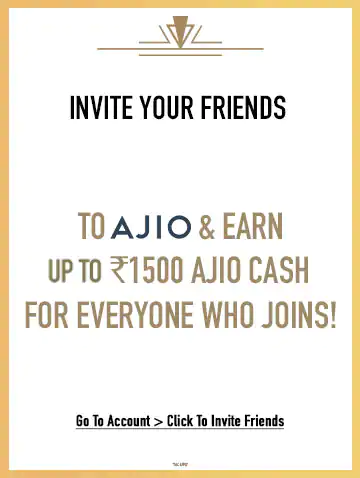 INVITE YOUR FRIENDS
TO AJIO & EARN
UP TO ₹1500 AJIO CASH
FOR EVERYONE WHO JOINS!
Go To Account > Click To Invite Friends